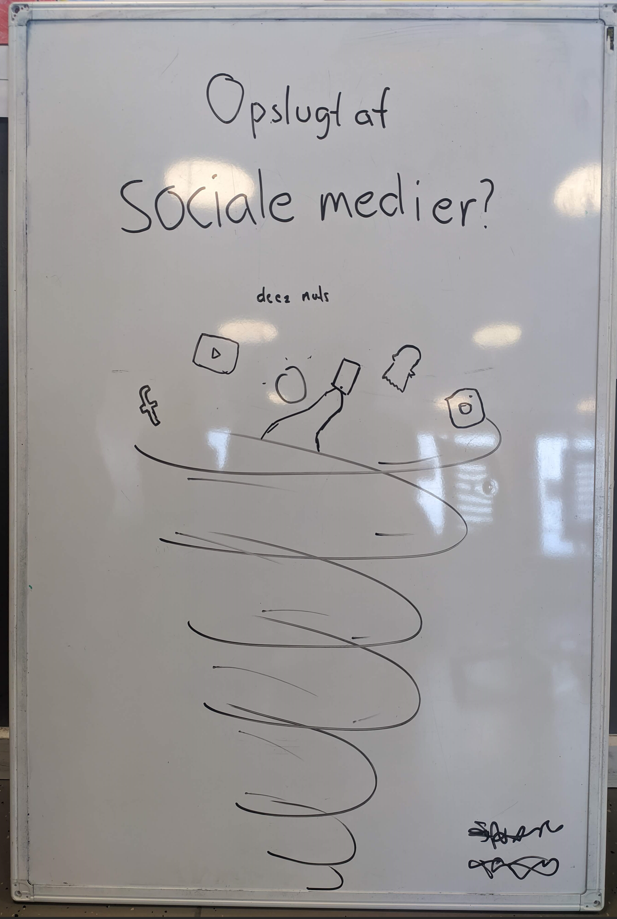 Opslugt af
Sociale medier?
deez nuts